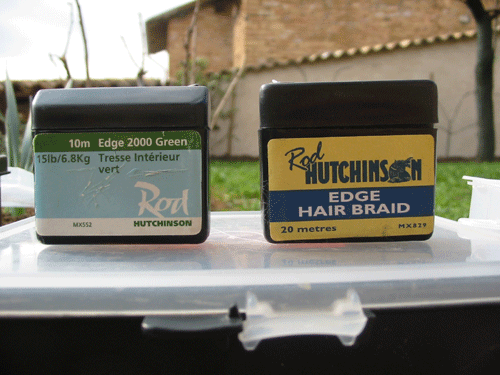 10m Edge 2000 Green
15lb/6.8Kg Tresse Intérieur
vert
Rod
HUTCHINSON
MX552
Rod
HUTCHINSON
EDGE
HAIR BRAID
20 metres MX839